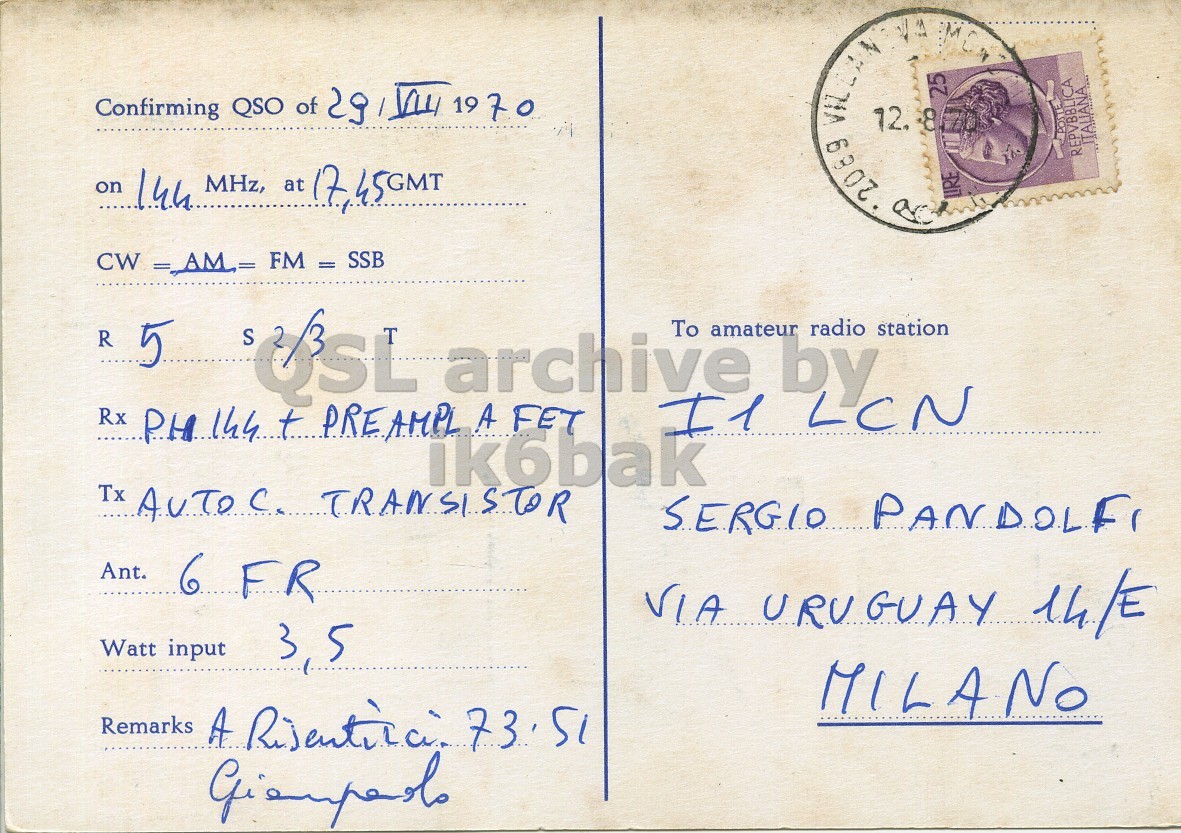 Confirming QSO of 29 / VII / 1970
on 144 MHz, at 17,45 GMT
CW = AM = FM = SSB
R 5 S 2/3 T
Rx PH 144 + PREAMPL A FET
Tx AUTOC. TRANSISTOR
Ant. 6 FR
Watt input 3,5
Remarks A Risentirci. 73.51
Gianpaolo
12.8.70
LIRE 25
POSTE
REPVBBLICA
ITALIANA
To amateur radio station
I1 LCN
SERGIO PANDOLFI
VIA URUGUAY 14/E
MILANO
QSL archive by
ik6bak